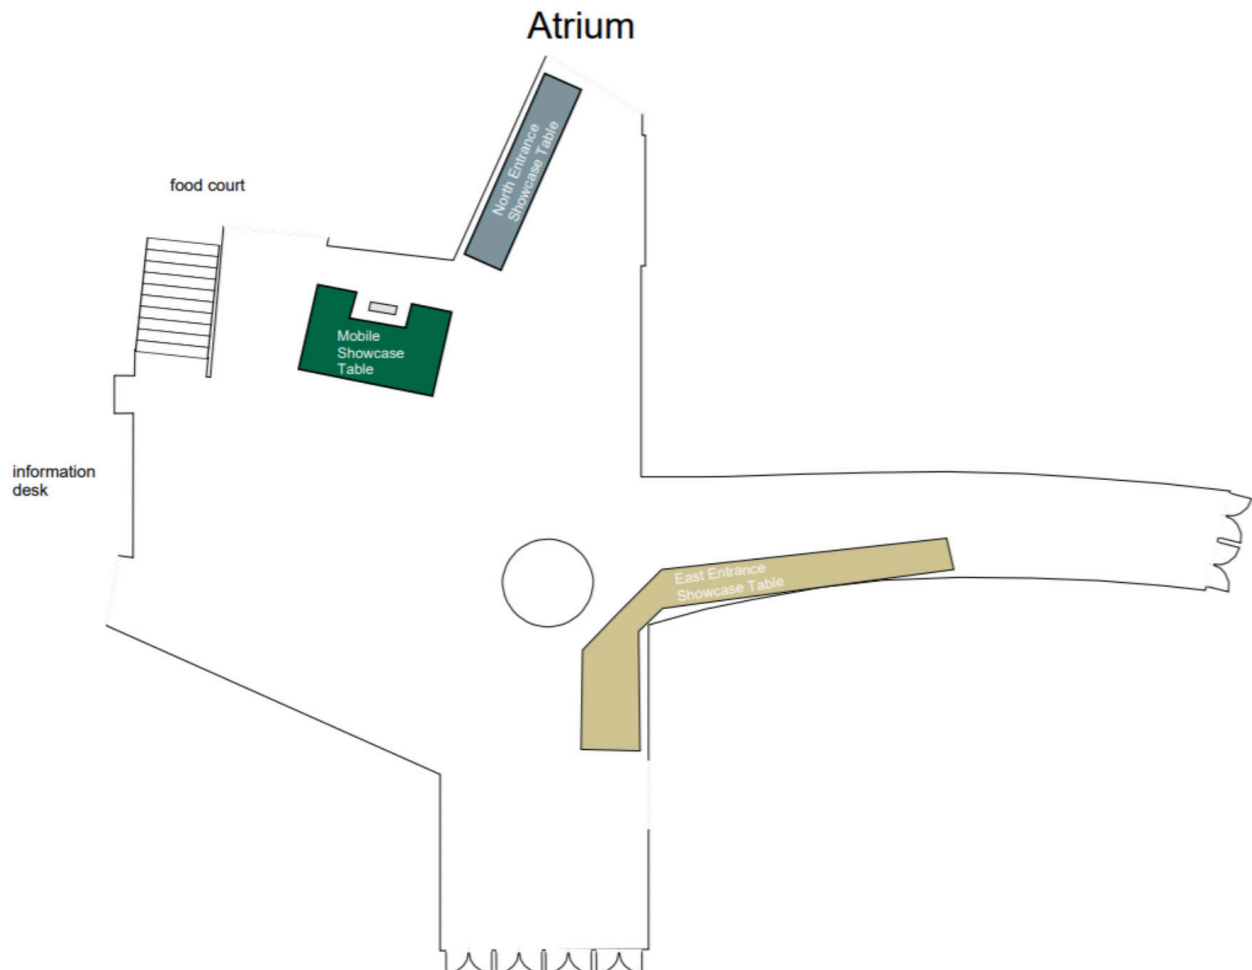 Atrium
North Entrance
Showcase Table
food court
Mobile
Showcase
Table
information
desk
East Entrance
Showcase Table